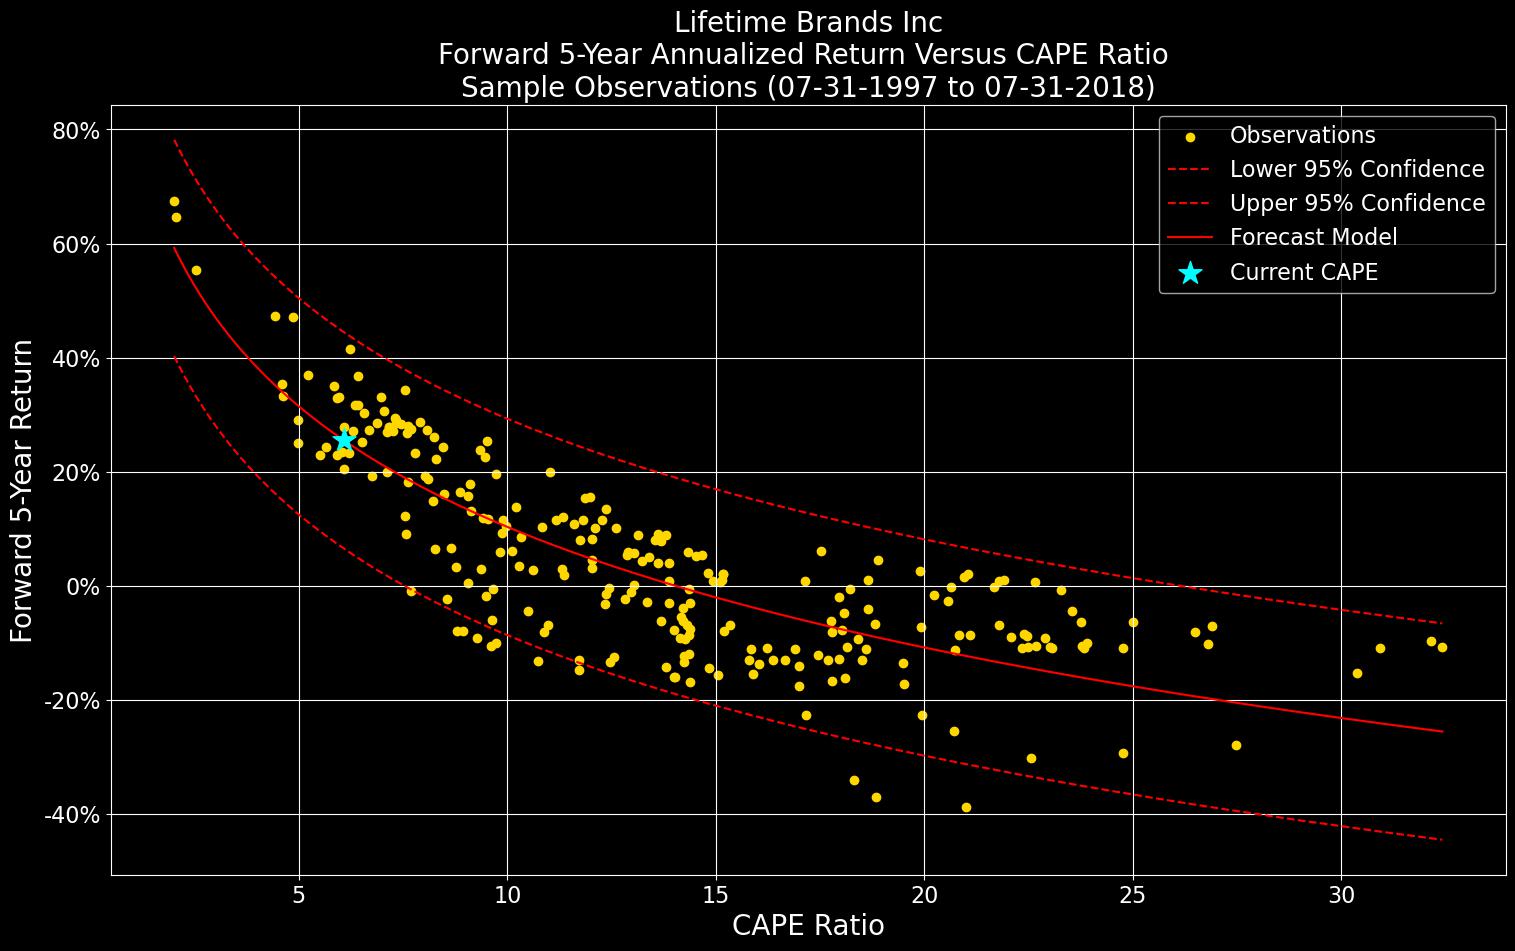 Lifetime Brands Inc
Forward 5-Year Annualized Return Versus CAPE Ratio
Sample Observations (07-31-1997 to 07-31-2018)
Observations
Lower 95% Confidence
Upper 95% Confidence
Forecast Model
Current CAPE
Forward 5-Year Return
80%
60%
40%
20%
0%
-20%
-40%
5 10 15 20 25 30
CAPE Ratio